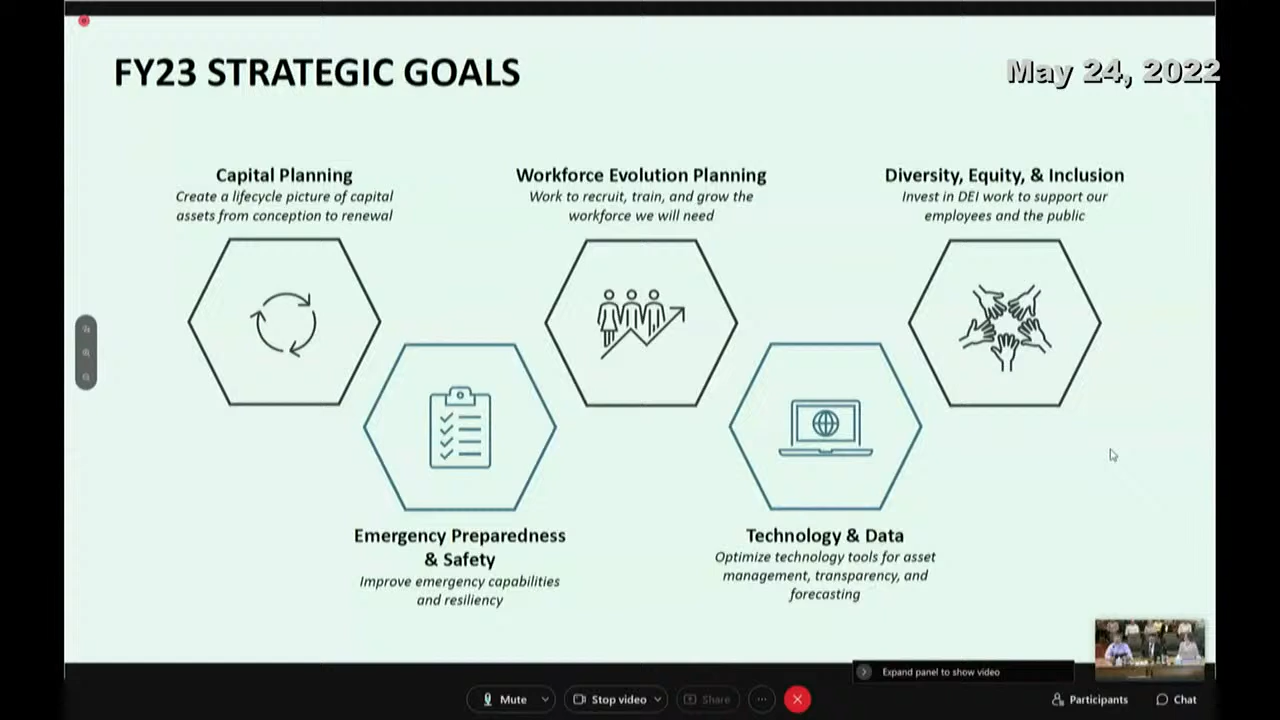 FY23 STRATEGIC GOALS
May 24, 2022
Capital Planning
Create a lifecycle picture of capital
assets from conception to renewal
Workforce Evolution Planning
Work to recruit, train, and grow the
workforce we will need
Diversity, Equity, & Inclusion
Invest in DEI work to support our
employees and the public
Emergency Preparedness
& Safety
Improve emergency capabilities
and resiliency
Technology & Data
Optimize technology tools for asset
management, transparency, and
forecasting
Expand panel to show video
Mute
Stop video
Share
Participants
Chat